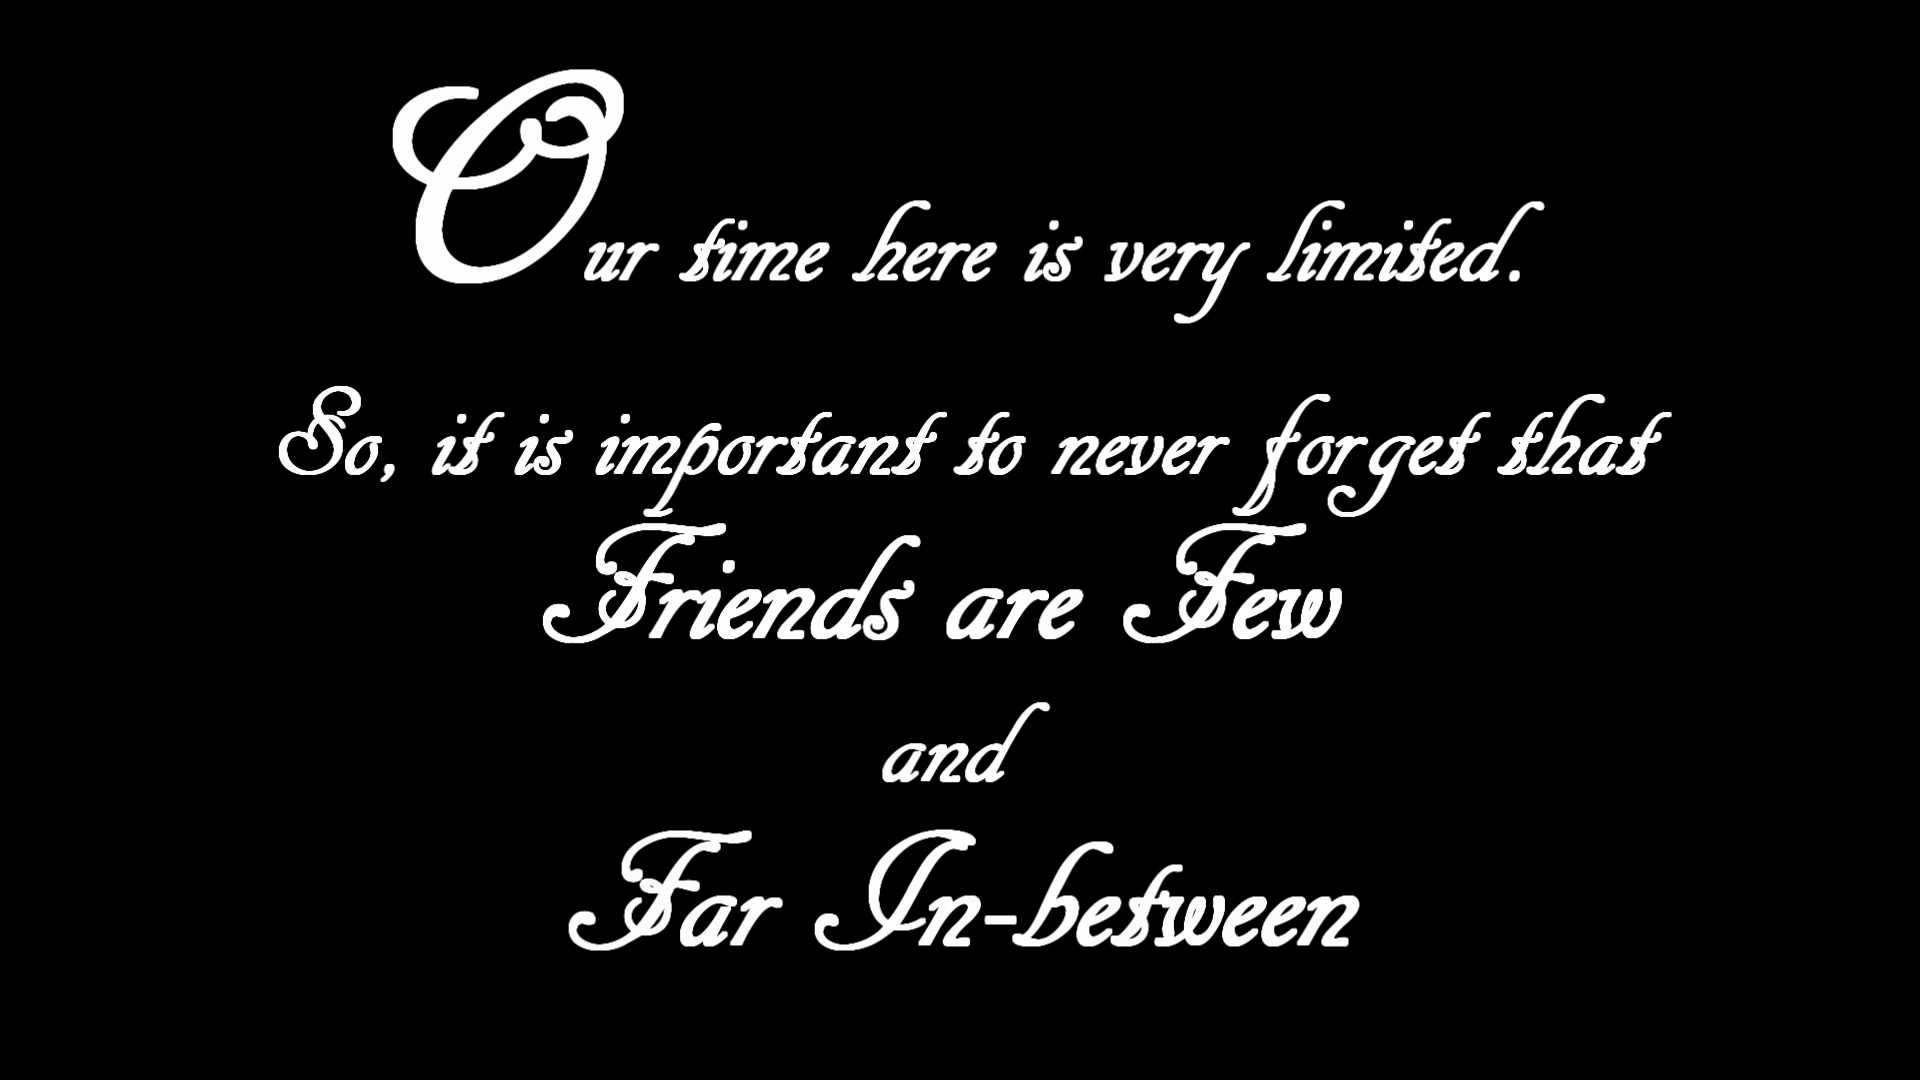 Our time here is very limited.
So, it is important to never forget that
Friends are Few
and
Far In-between